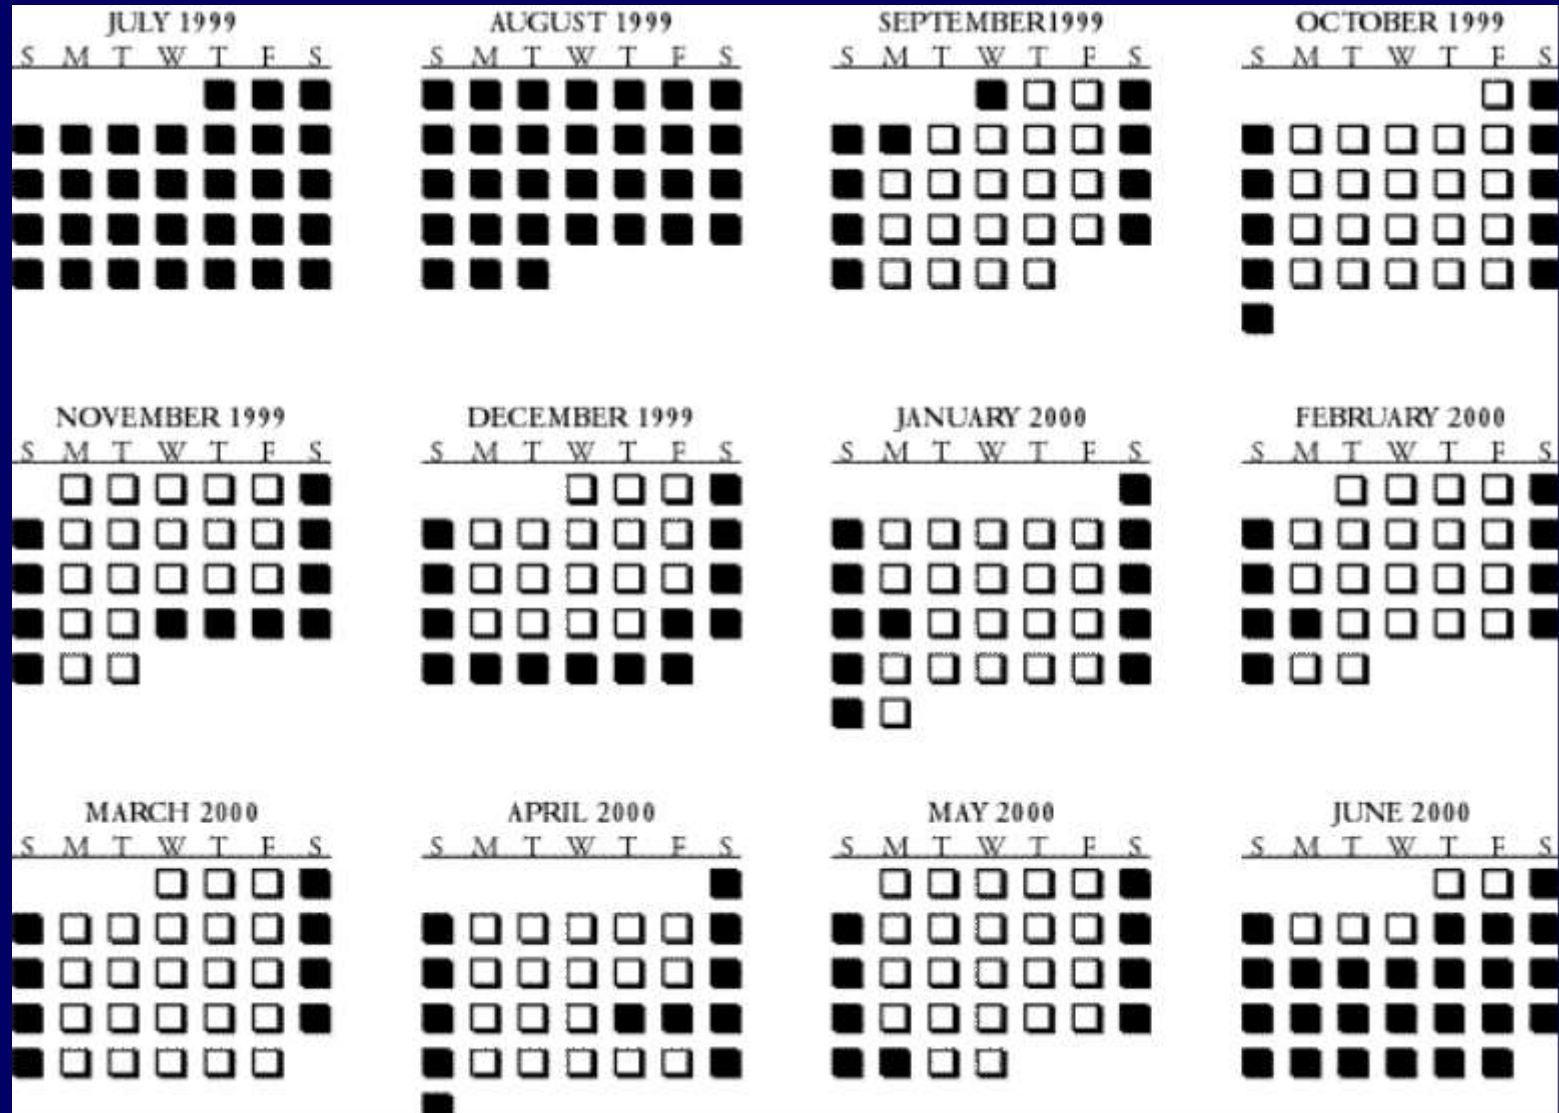 JULY 1999 AUGUST 1999 SEPTEMBER1999 OCTOBER 1999
S M T W T F S S M T W T F S S M T W T F S S M T W T F S
NOVEMBER 1999 DECEMBER 1999 JANUARY 2000 FEBRUARY 2000
S M T W T F S S M T W T F S S M T W T F S S M T W T F S
MARCH 2000 APRIL 2000 MAY 2000 JUNE 2000
S M T W T F S S M T W T F S S M T W T F S S M T W T F S